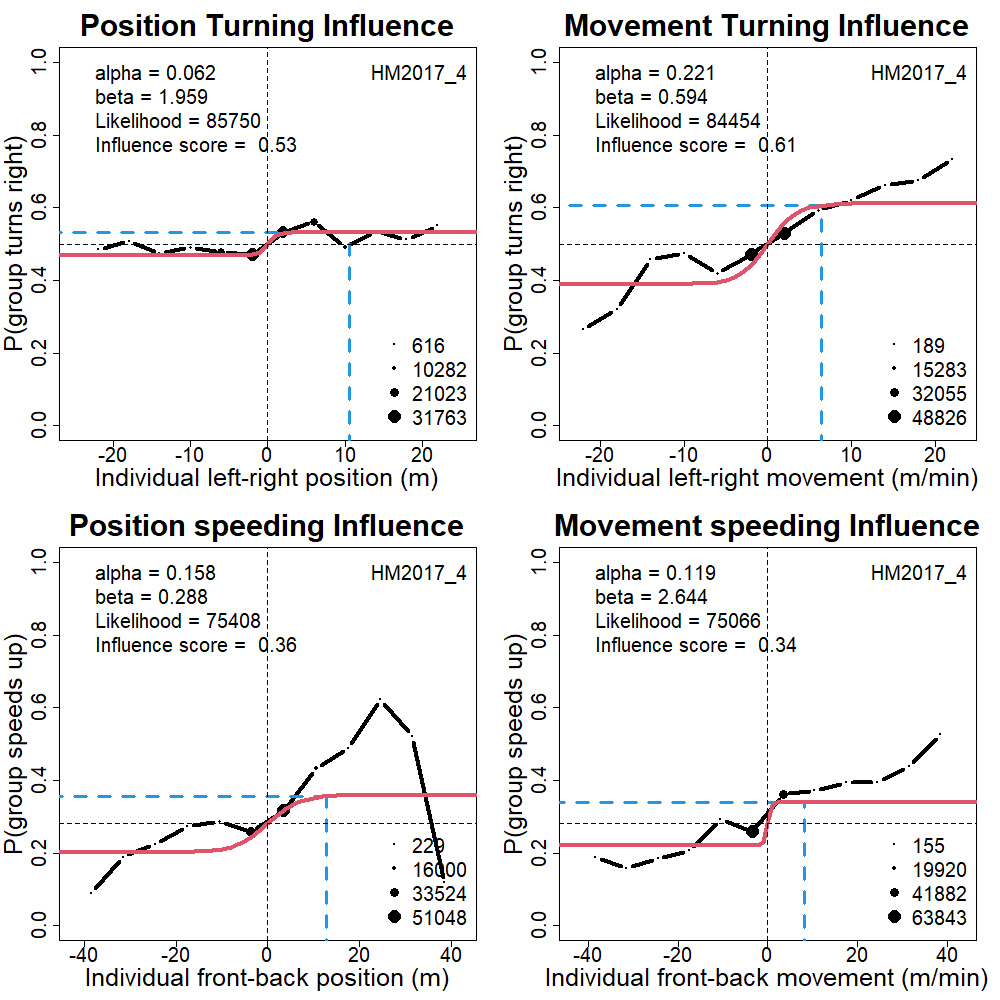 Position Turning Influence
alpha = 0.062
HM2017_4
beta = 1.959
Likelihood = 85750
Influence score = 0.53
P(group turns right)
0.0
0.2
0.4
0.6
0.8
1.0
616
10282
21023
31763
-20
-10
0
10
20
Individual left-right position (m)
Movement Turning Influence
alpha = 0.221
HM2017_4
beta = 0.594
Likelihood = 84454
Influence score = 0.61
P(group turns right)
0.0
0.2
0.4
0.6
0.8
1.0
189
15283
32055
48826
-20
-10
0
10
20
Individual left-right movement (m/min)
Position speeding Influence
alpha = 0.158
HM2017_4
beta = 0.288
Likelihood = 75408
Influence score = 0.36
P(group speeds up)
0.0
0.2
0.4
0.6
0.8
1.0
229
16000
33524
51048
-40
-20
0
20
40
Individual front-back position (m)
Movement speeding Influence
alpha = 0.119
HM2017_4
beta = 2.644
Likelihood = 75066
Influence score = 0.34
P(group speeds up)
0.0
0.2
0.4
0.6
0.8
1.0
155
19920
41882
63843
-40
-20
0
20
40
Individual front-back movement (m/min)